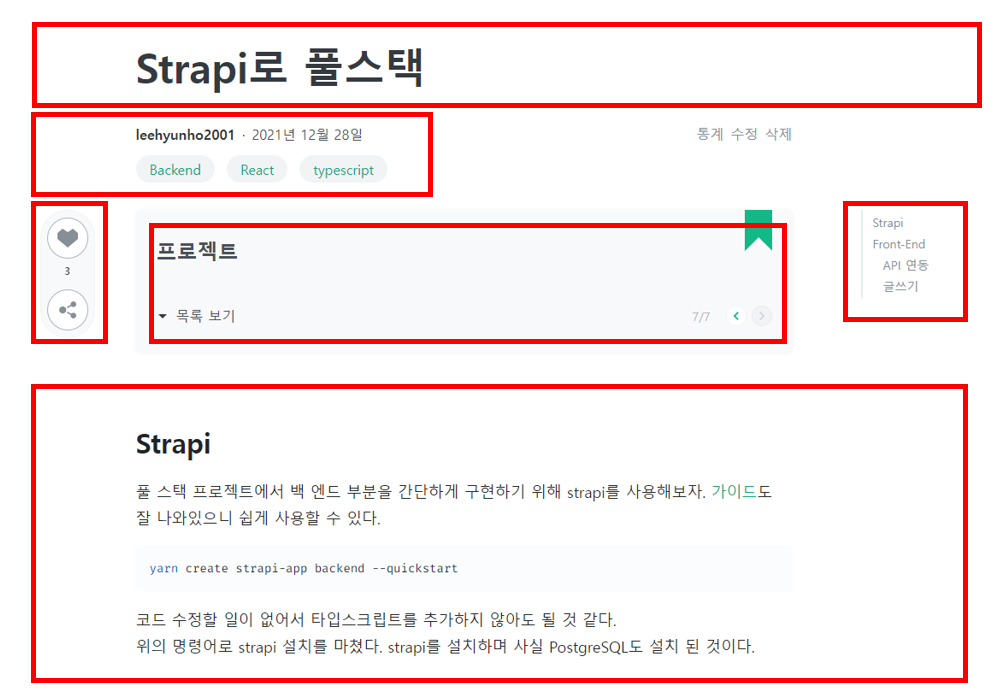 Strapi로 풀스택
leehyunho2001 · 2021년 12월 28일
통계 수정 삭제
Backend React typescript
3
프로젝트
목록 보기
7/7
Strapi
Front-End
API 연동
글쓰기
Strapi
풀 스택 프로젝트에서 백 엔드 부분을 간단하게 구현하기 위해 strapi를 사용해보자. 가이드도
잘 나와있으니 쉽게 사용할 수 있다.
yarn create strapi-app backend --quickstart
코드 수정할 일이 없어서 타입스크립트를 추가하지 않아도 될 것 같다.
위의 명령어로 strapi 설치를 마쳤다. strapi를 설치하며 사실 PostgreSQL도 설치 된 것이다.